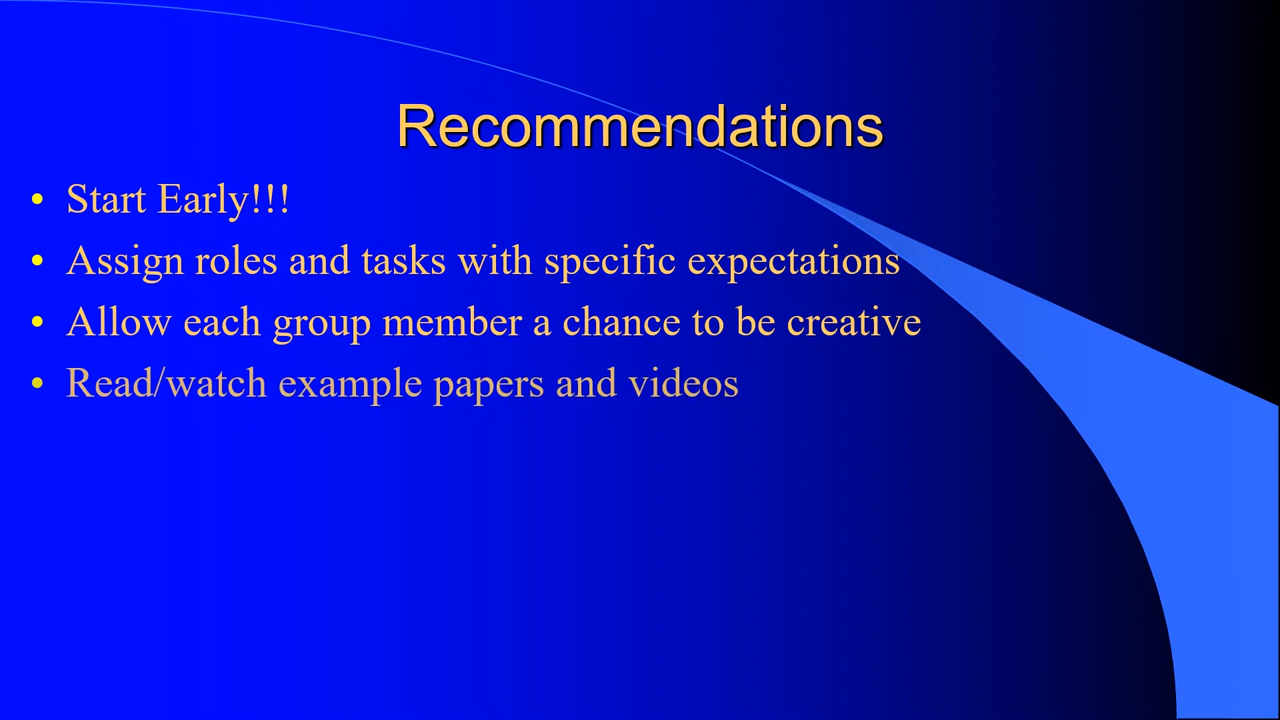 Recommendations
• Start Early!!!
• Assign roles and tasks with specific expectations
• Allow each group member a chance to be creative
• Read/watch example papers and videos